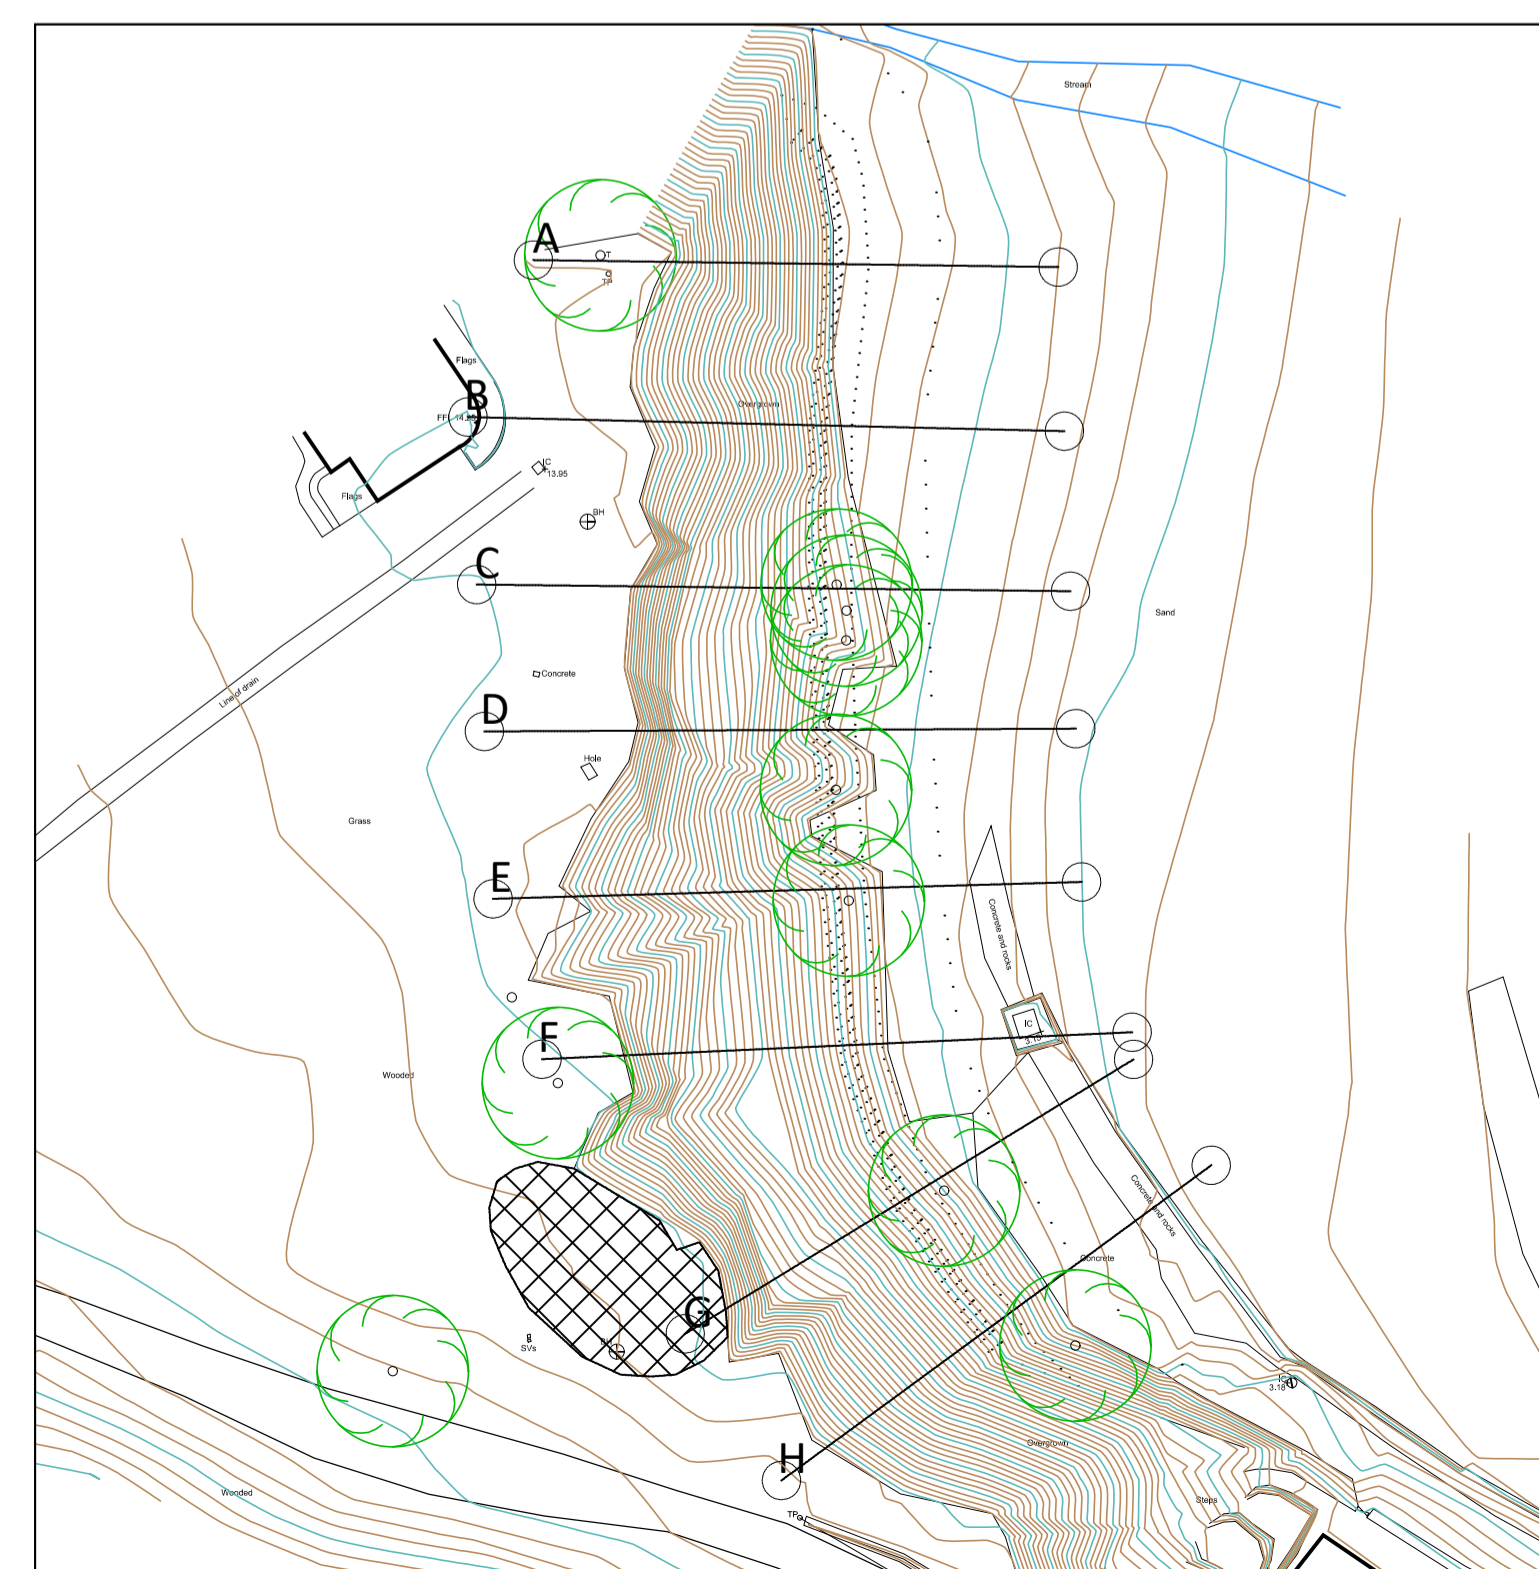 Stream
A
T
TP
Flags
B
FFL 14.25
Overgrown
IC
13.95
Flags
BH
C
Sand
Concrete
Line of drain
D
Hole
Grass
E
Concrete and rocks
IC
F
Wooded
Concrete and rocks
Concrete
G
SVs
BH
IC
3.18
Overgrown
H
Wooded
Steps
TP